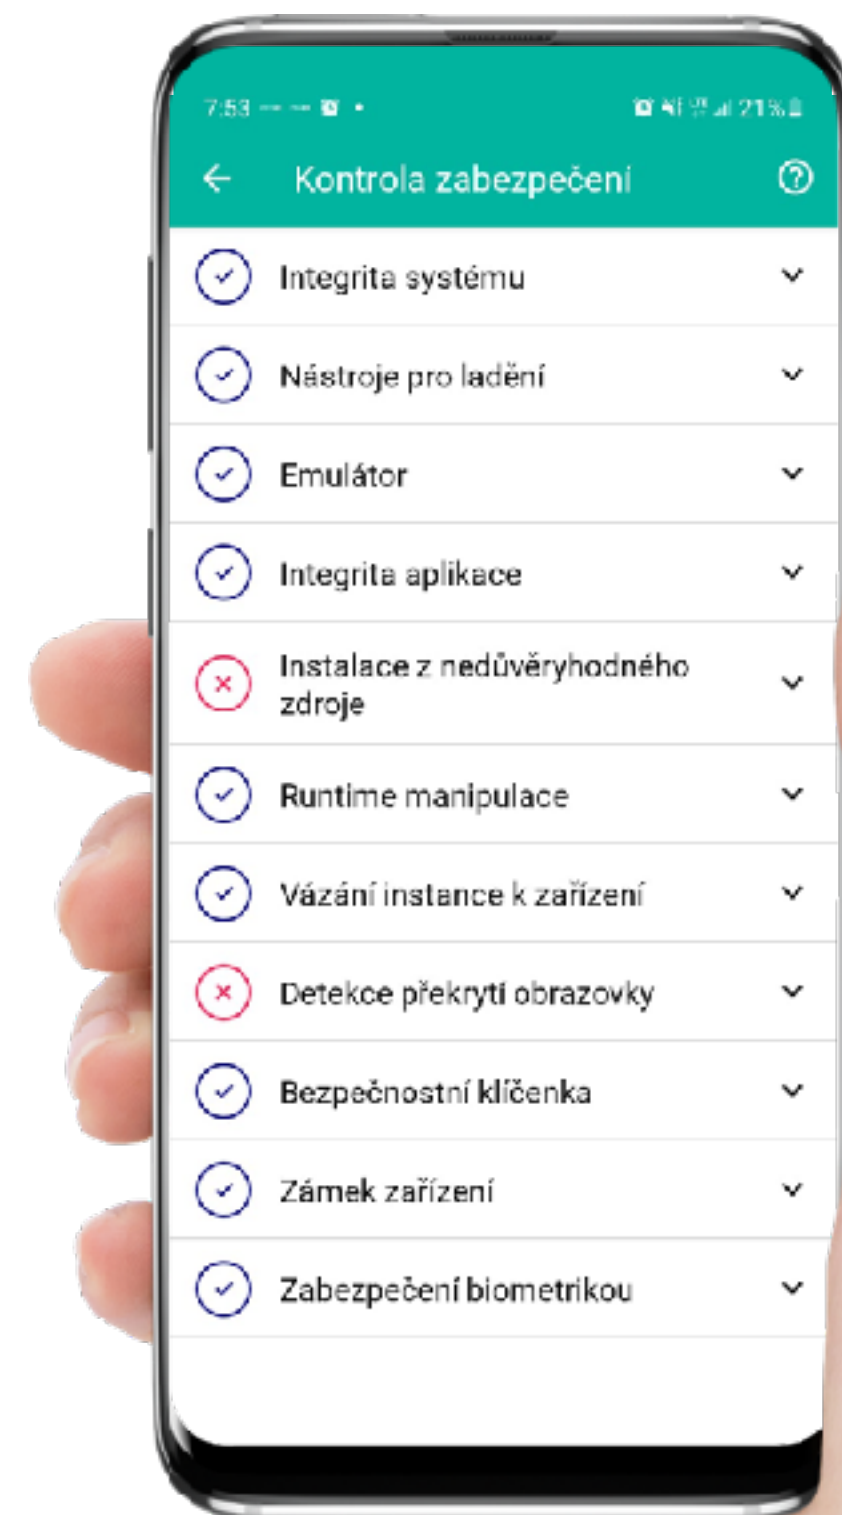 7:53
21%
Kontrola zabezpečení
Integrita systému
Nástroje pro ladění
Emulátor
Integrita aplikace
Instalace z nedůvěryhodného
zdroje
Runtime manipulace
Vázání instance k zařízení
Detekce překrytí obrazovky
Bezpečnostní klíčenka
Zámek zařízení
Zabezpečení biometrikou